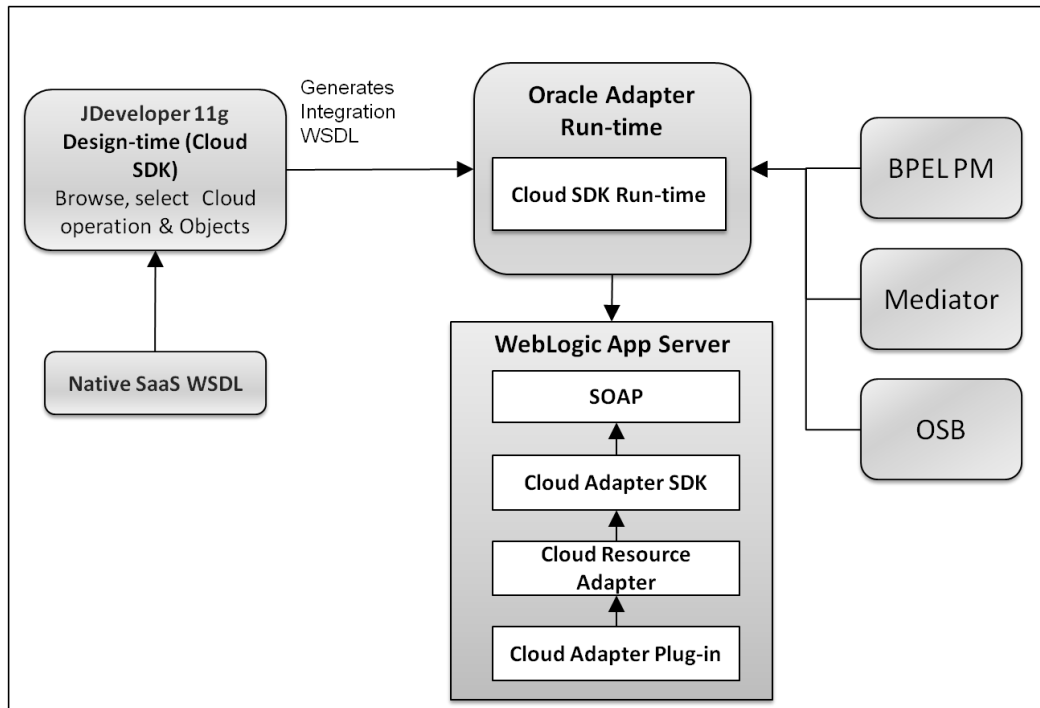 JDeveloper 11g
Design-time (Cloud
SDK)
Browse, select Cloud
operation & Objects
Native SaaS WSDL
Generates
Integration
WSDL
Oracle Adapter
Run-time
Cloud SDK Run-time
WebLogic App Server
SOAP
Cloud Adapter SDK
Cloud Resource
Adapter
Cloud Adapter Plug-in
BPEL PM
Mediator
OSB